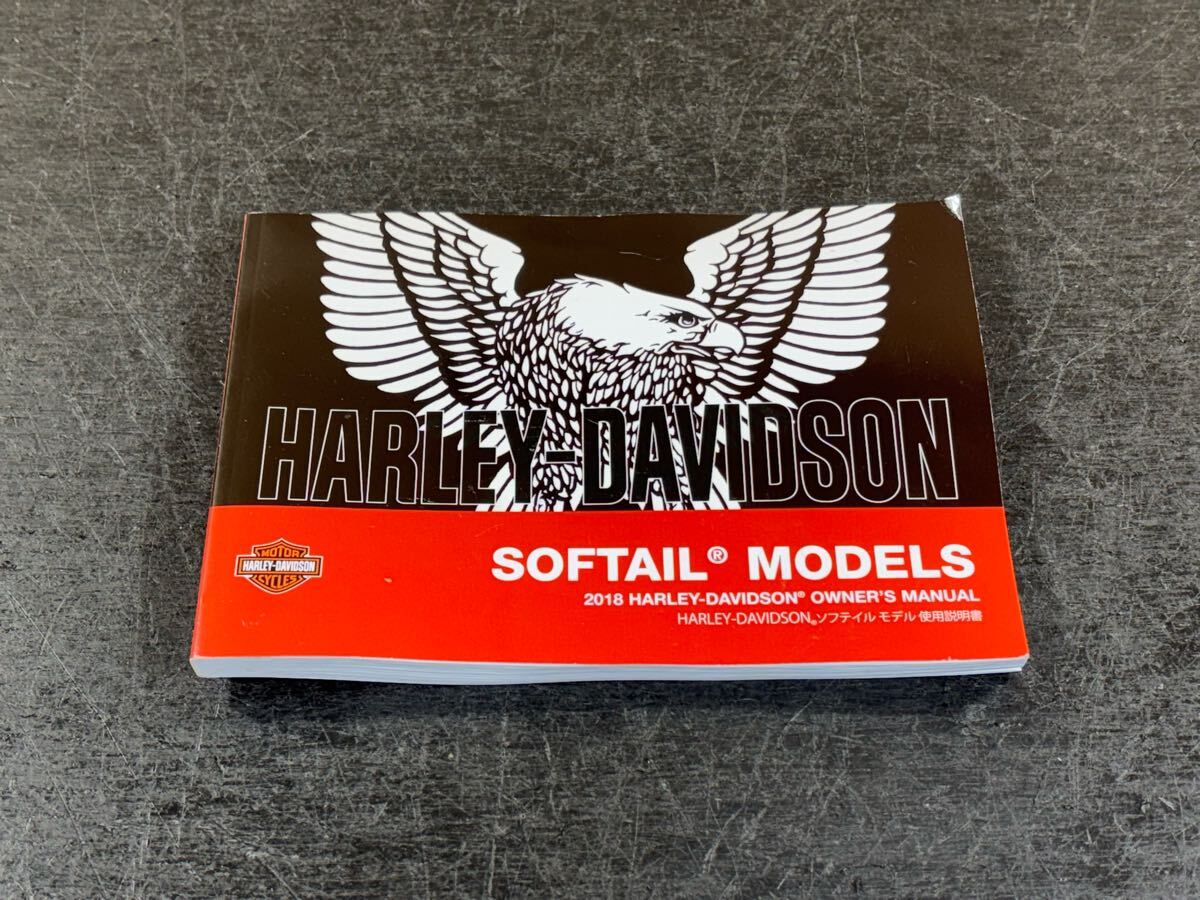 HARLEY-DAVIDSON
MOTOR
HARLEY-DAVIDSON
CYCLES
SOFTAIL® MODELS
2018 HARLEY-DAVIDSON® OWNER'S MANUAL
HARLEY-DAVIDSON® ソフテイル モデル 使用説明書